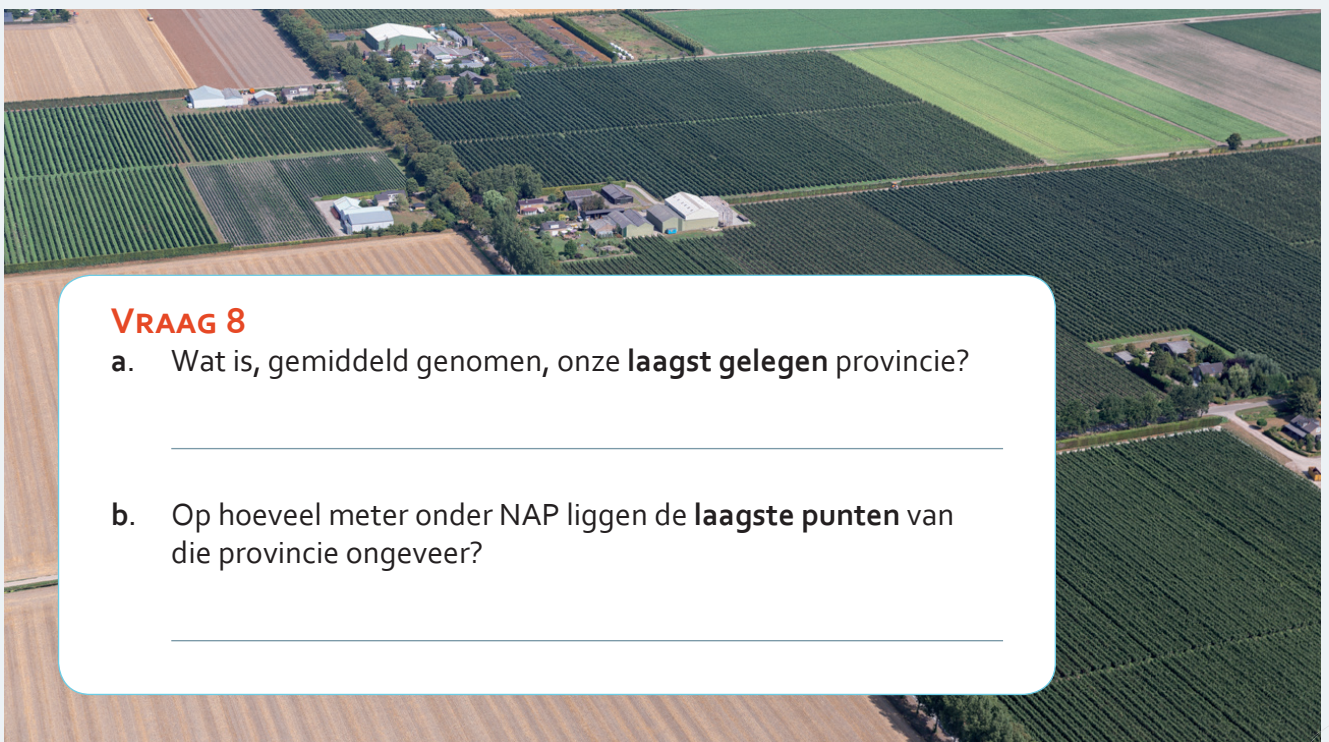 VRAAG 8
a. Wat is, gemiddeld genomen, onze laagst gelegen provincie?
b. Op hoeveel meter onder NAP liggen de laagste punten van
die provincie ongeveer?